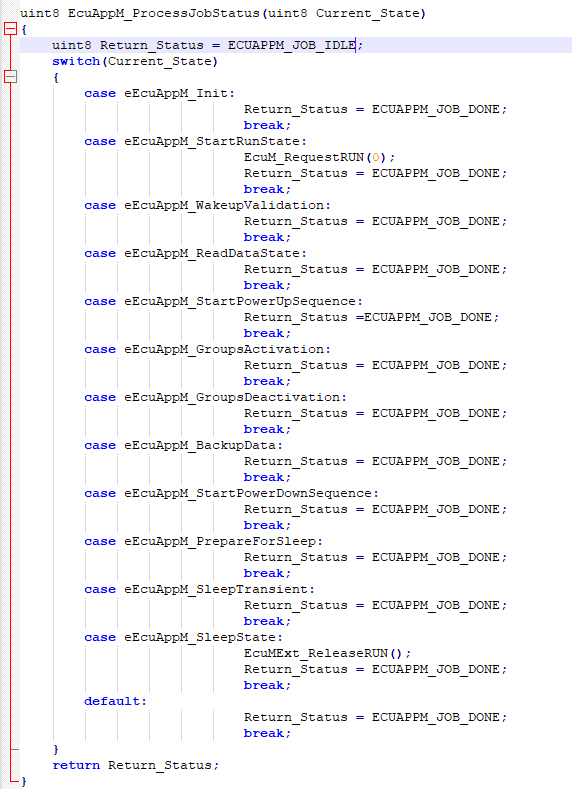 uint8 EcuAppM_ProcessJobStatus(uint8 Current_State)
{
    uint8 Return_Status = ECUAPPM_JOB_IDLE;
    switch(Current_State)
    {
        case eEcuAppM_Init:
                            Return_Status = ECUAPPM_JOB_DONE;
                            break;
        case eEcuAppM_StartRunState:
                            EcuM_RequestRUN(0);
                            Return_Status = ECUAPPM_JOB_DONE;
                            break;
        case eEcuAppM_WakeupValidation:
                            Return_Status = ECUAPPM_JOB_DONE;
                            break;
        case eEcuAppM_ReadDataState:
                            Return_Status = ECUAPPM_JOB_DONE;
                            break;
        case eEcuAppM_StartPowerUpSequence:
                            Return_Status =ECUAPPM_JOB_DONE;
                            break;
        case eEcuAppM_GroupsActivation:
                            Return_Status = ECUAPPM_JOB_DONE;
                            break;
        case eEcuAppM_GroupsDeactivation:
                            Return_Status = ECUAPPM_JOB_DONE;
                            break;
        case eEcuAppM_BackupData:
                            Return_Status = ECUAPPM_JOB_DONE;
                            break;
        case eEcuAppM_StartPowerDownSequence:
                            Return_Status = ECUAPPM_JOB_DONE;
                            break;
        case eEcuAppM_PrepareForSleep:
                            Return_Status = ECUAPPM_JOB_DONE;
                            break;
        case eEcuAppM_SleepTransient:
                            Return_Status = ECUAPPM_JOB_DONE;
                            break;
        case eEcuAppM_SleepState:
                            EcuMExt_ReleaseRUN();
                            Return_Status = ECUAPPM_JOB_DONE;
                            break;
        default:
                            Return_Status = ECUAPPM_JOB_DONE;
                            break;
    }
    return Return_Status;
}